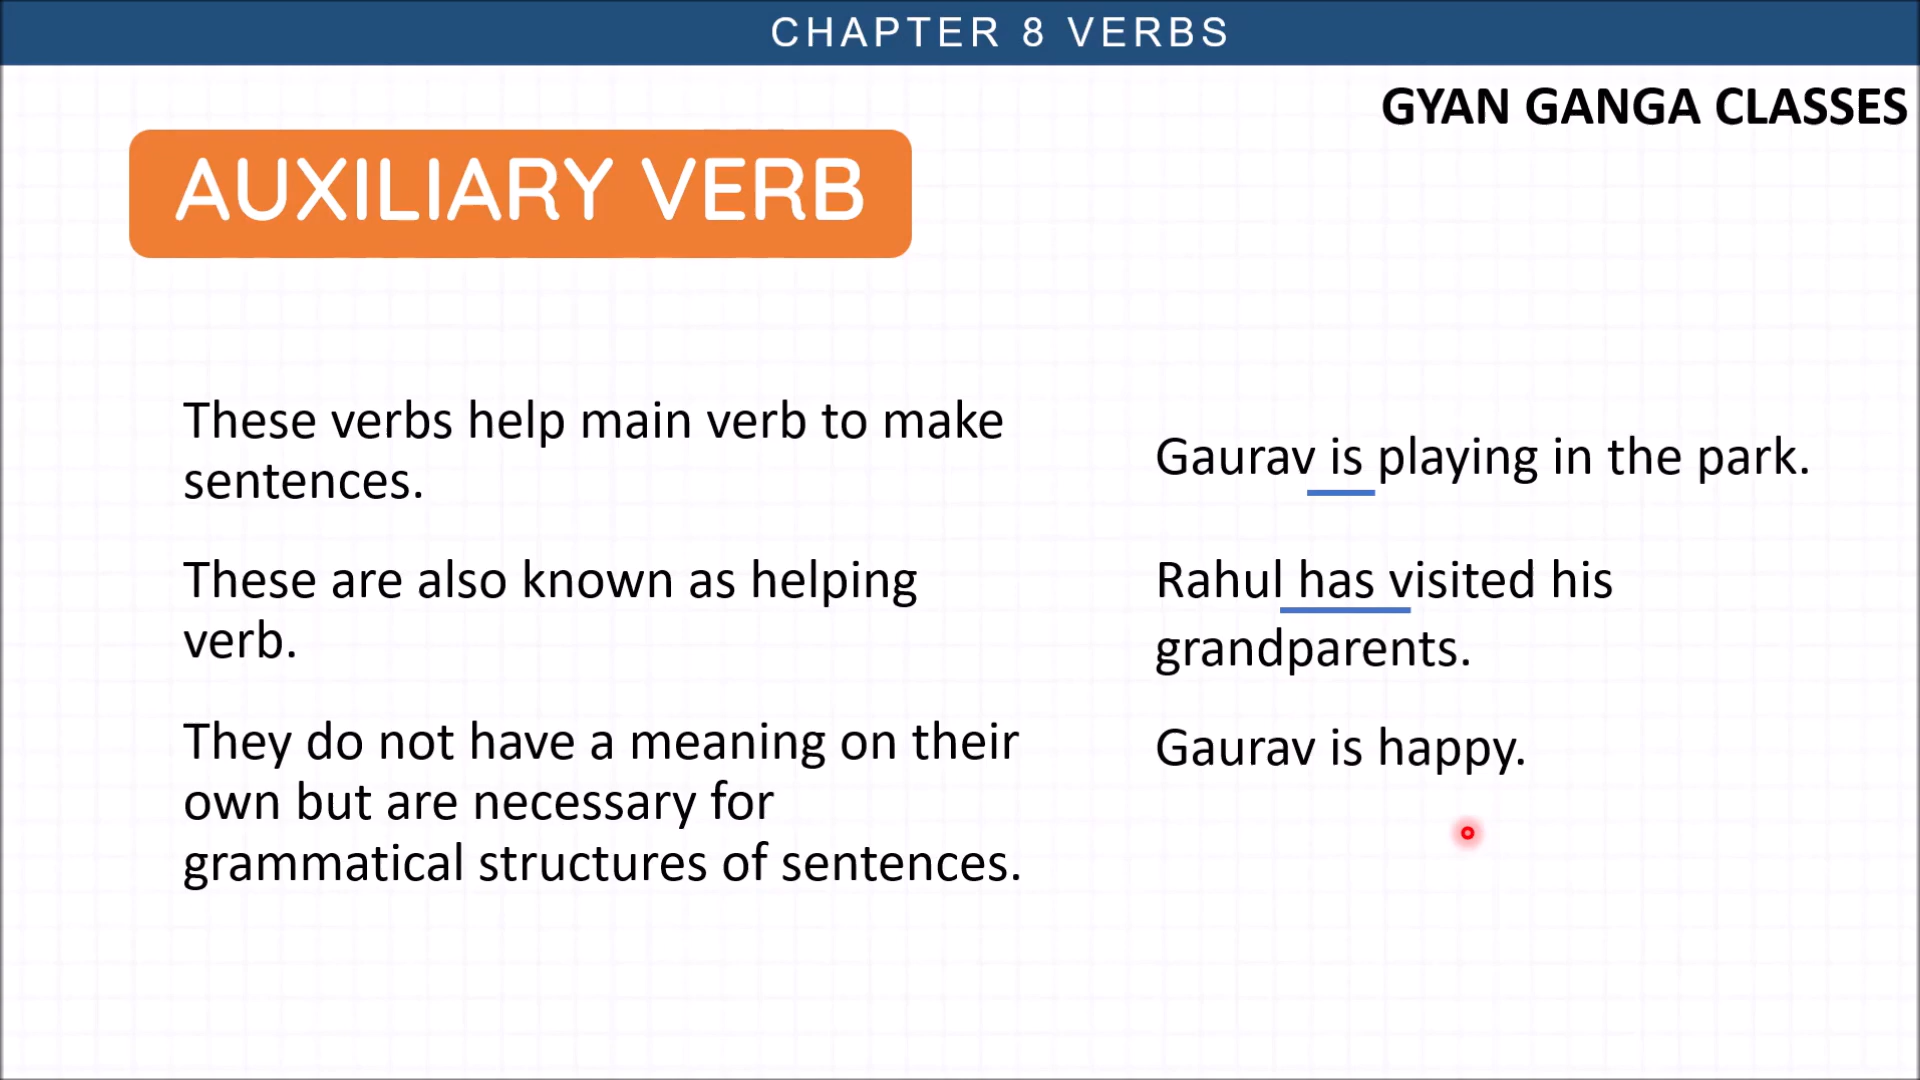 CHAPTER 8 VERBS
GYAN GANGA CLASSES
AUXILIARY VERB
These verbs help main verb to make
sentences.
These are also known as helping
verb.
They do not have a meaning on their
own but are necessary for
grammatical structures of sentences.
Gaurav is playing in the park.
Rahul has visited his
grandparents.
Gaurav is happy.